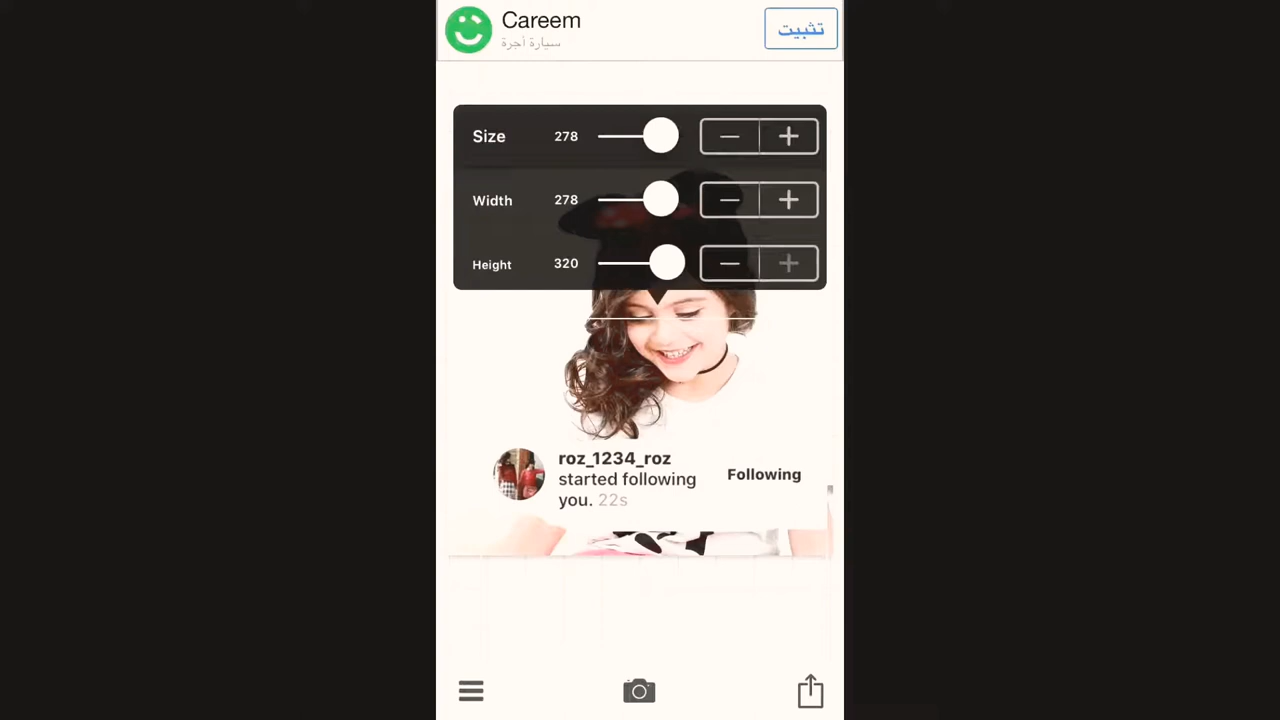 Careem
سيارة أجرة
تثبيت
Size 278
Width 278
Height 320
roz_1234_roz
started following
you. 22s
Following